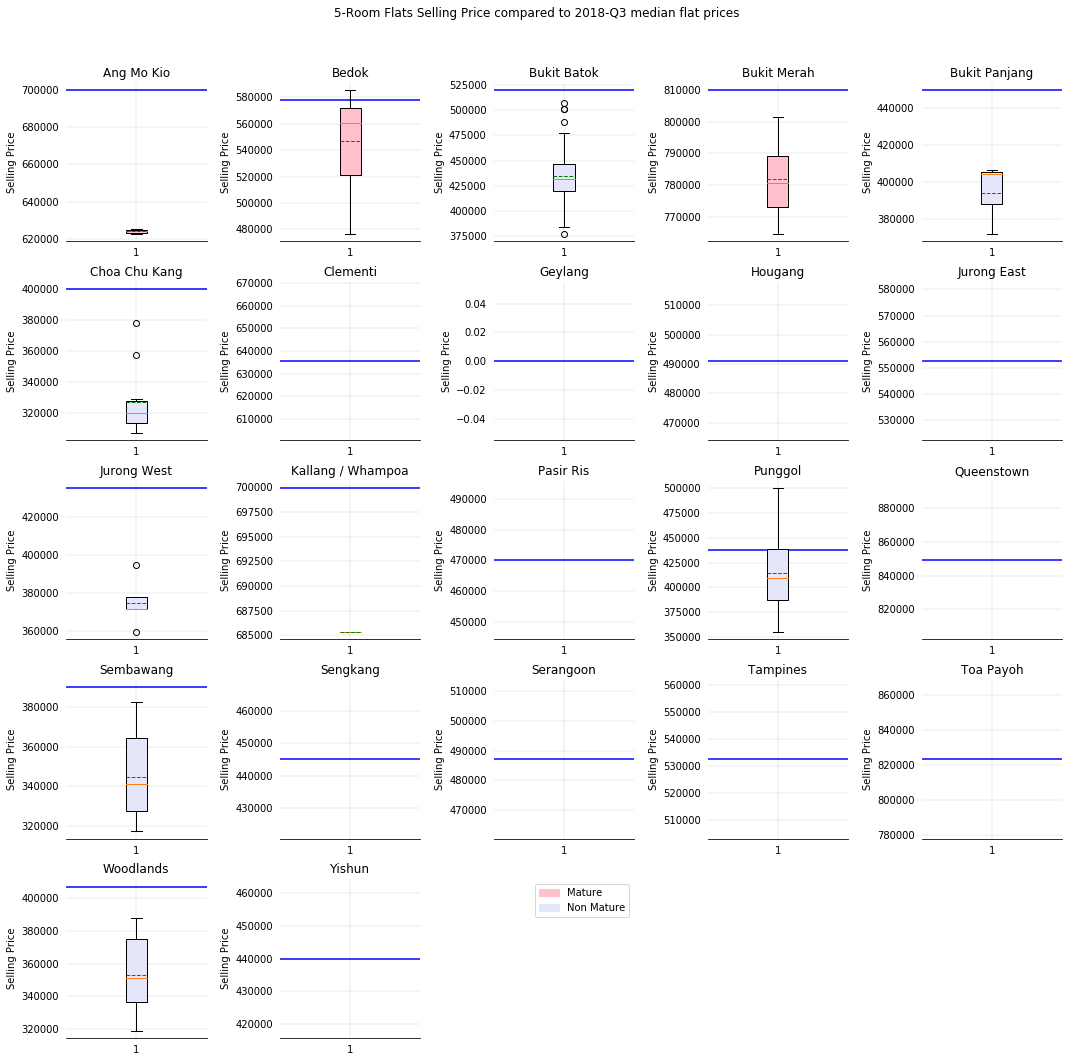 5-Room Flats Selling Price compared to 2018-Q3 median flat prices
Ang Mo Kio
Selling Price
700000
680000
660000
640000
620000
1
Bedok
Selling Price
580000
560000
540000
520000
500000
480000
1
Bukit Batok
Selling Price
525000
500000
475000
450000
425000
400000
375000
1
Bukit Merah
Selling Price
810000
800000
790000
780000
770000
1
Bukit Panjang
Selling Price
440000
420000
400000
380000
1
Choa Chu Kang
Selling Price
400000
380000
360000
340000
320000
1
Clementi
Selling Price
670000
660000
650000
640000
630000
620000
610000
1
Geylang
Selling Price
0.04
0.02
0.00
−0.02
−0.04
1
Hougang
Selling Price
510000
500000
490000
480000
470000
1
Jurong East
Selling Price
580000
570000
560000
550000
540000
530000
1
Jurong West
Selling Price
420000
400000
380000
360000
1
Kallang / Whampoa
Selling Price
700000
697500
695000
692500
690000
687500
685000
1
Pasir Ris
Selling Price
490000
480000
470000
460000
450000
1
Punggol
Selling Price
500000
475000
450000
425000
400000
375000
350000
1
Queenstown
Selling Price
880000
860000
840000
820000
1
Sembawang
Selling Price
380000
360000
340000
320000
1
Sengkang
Selling Price
460000
450000
440000
430000
1
Serangoon
Selling Price
510000
500000
490000
480000
470000
1
Tampines
Selling Price
560000
550000
540000
530000
520000
510000
1
Toa Payoh
Selling Price
860000
840000
820000
800000
780000
1
Woodlands
Selling Price
400000
380000
360000
340000
320000
1
Yishun
Selling Price
460000
450000
440000
430000
420000
1
Mature
Non Mature